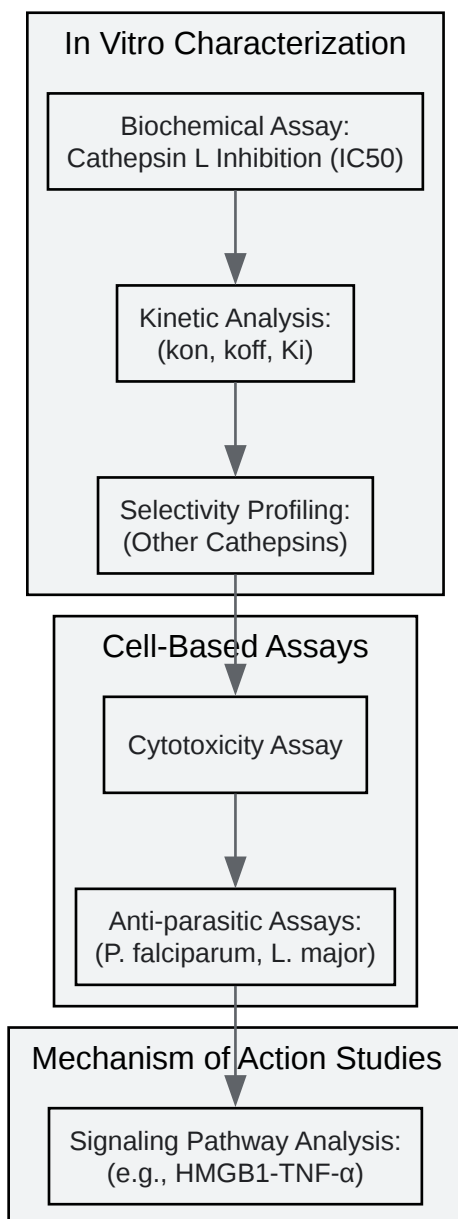 In Vitro Characterization
Biochemical Assay:
Cathepsin L Inhibition (IC50)
Kinetic Analysis:
(kon, koff, Ki)
Selectivity Profiling:
(Other Cathepsins)
Cell-Based Assays
Cytotoxicity Assay
Anti-parasitic Assays:
(P. falciparum, L. major)
Mechanism of Action Studies
Signaling Pathway Analysis:
(e.g., HMGB1-TNF-α)